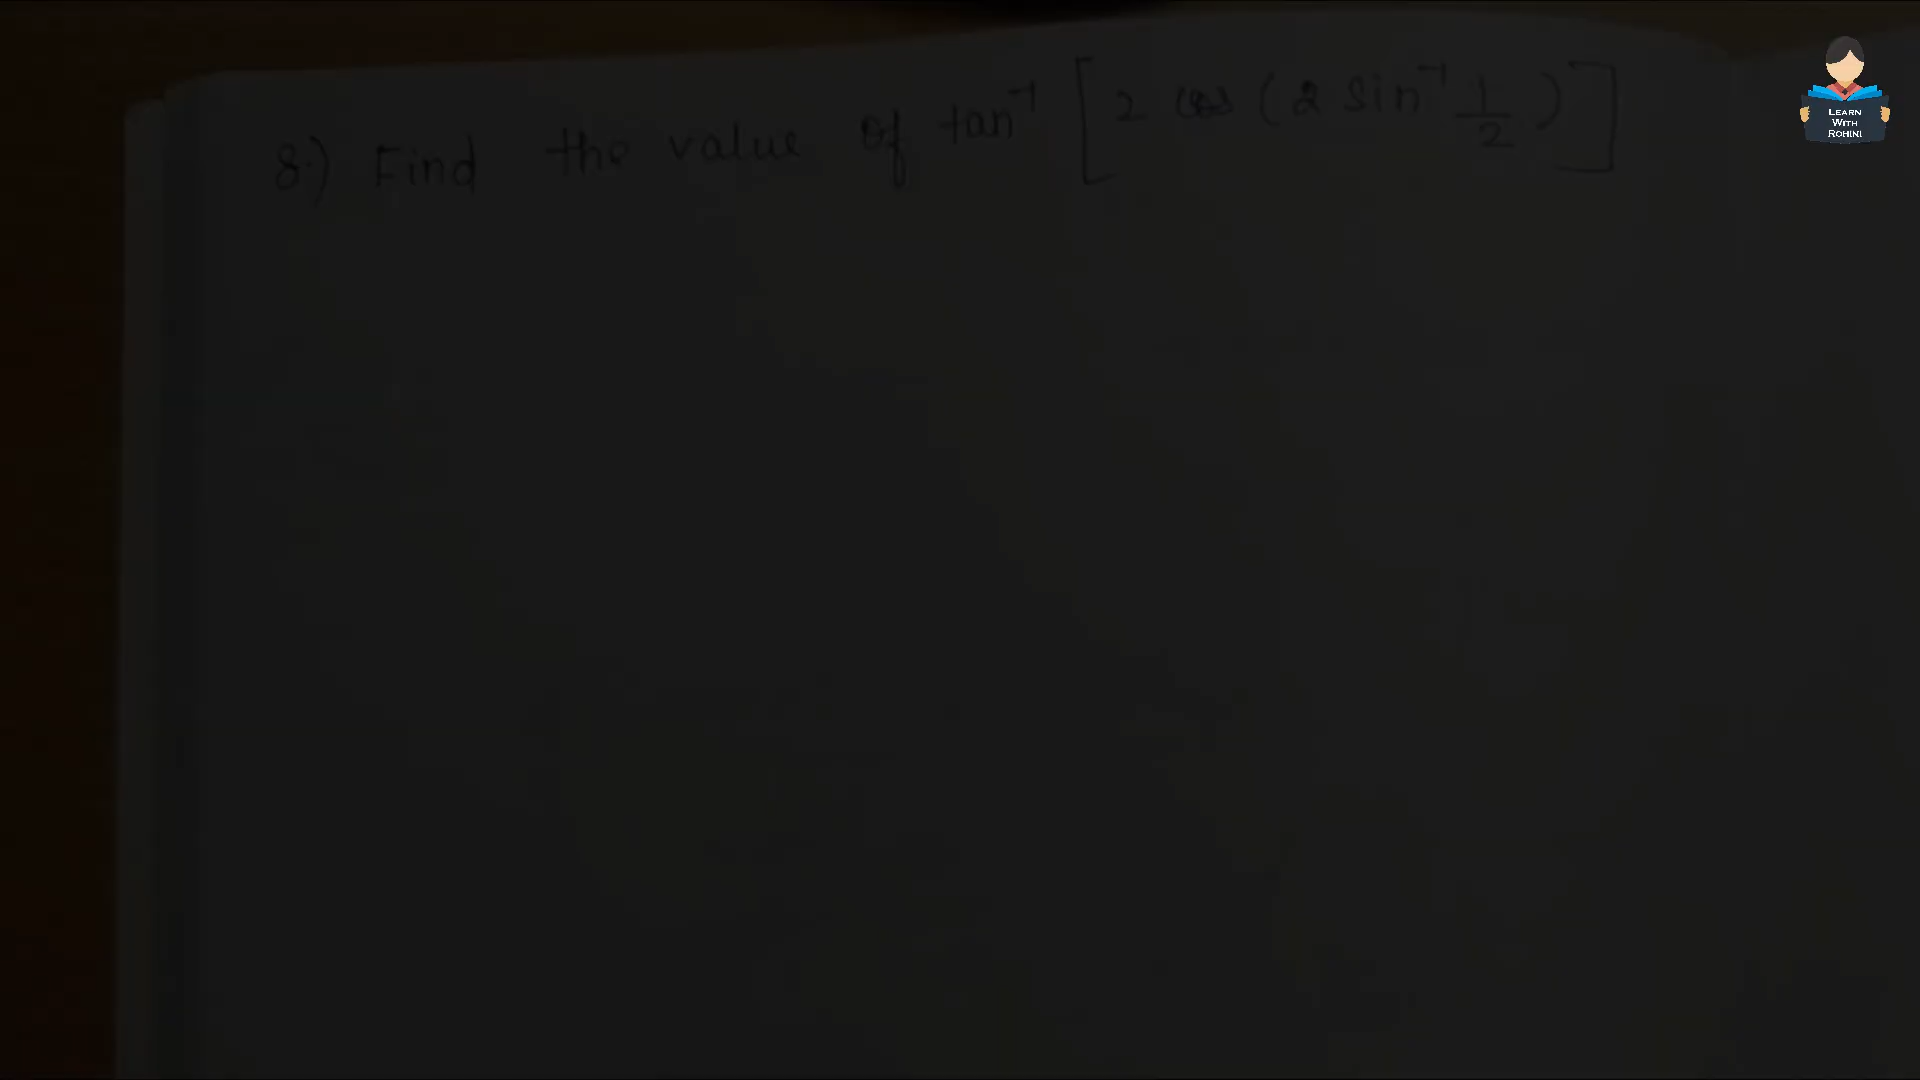 8.) Find the value of tan⁻¹ [ 2 cos ( 2 sin⁻¹ 1/2 ) ]
LEARN
WITH
ROHINI